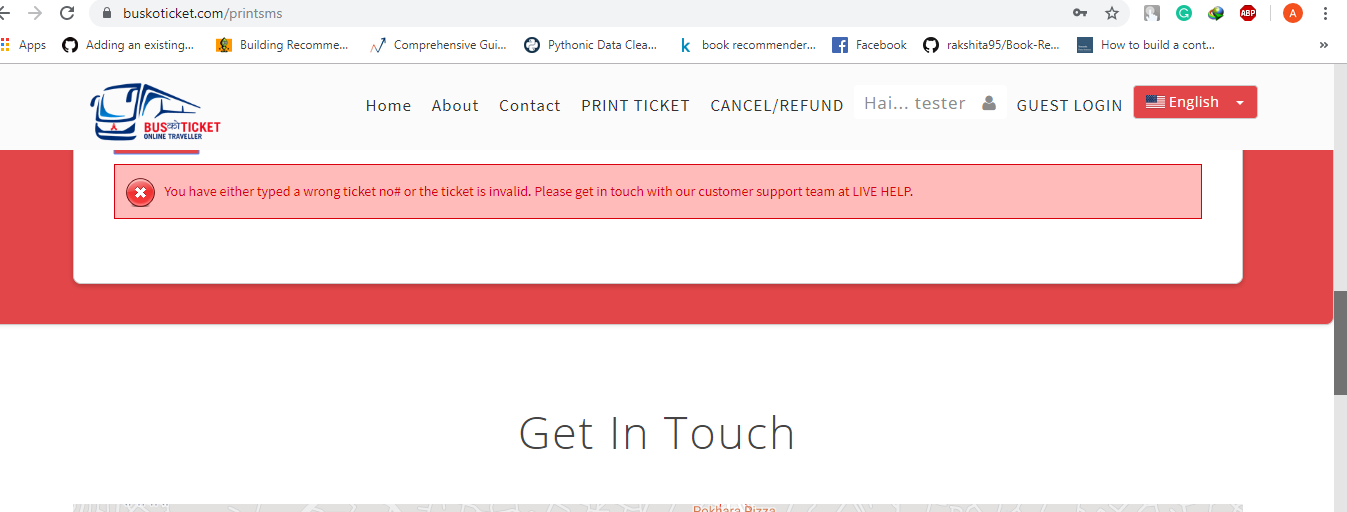 buskoticket.com/printsms
ABP
A
Apps
Adding an existing...
Building Recomme...
Comprehensive Gui...
Pythonic Data Clea...
book recommender...
Facebook
rakshita95/Book-Re...
How to build a cont...
»
BUSकोTICKET
ONLINE TRAVELLER
Home
About
Contact
PRINT TICKET
CANCEL/REFUND
Hai... tester
GUEST LOGIN
English
You have either typed a wrong ticket no# or the ticket is invalid. Please get in touch with our customer support team at LIVE HELP.
Get In Touch
Pokhara Pizza